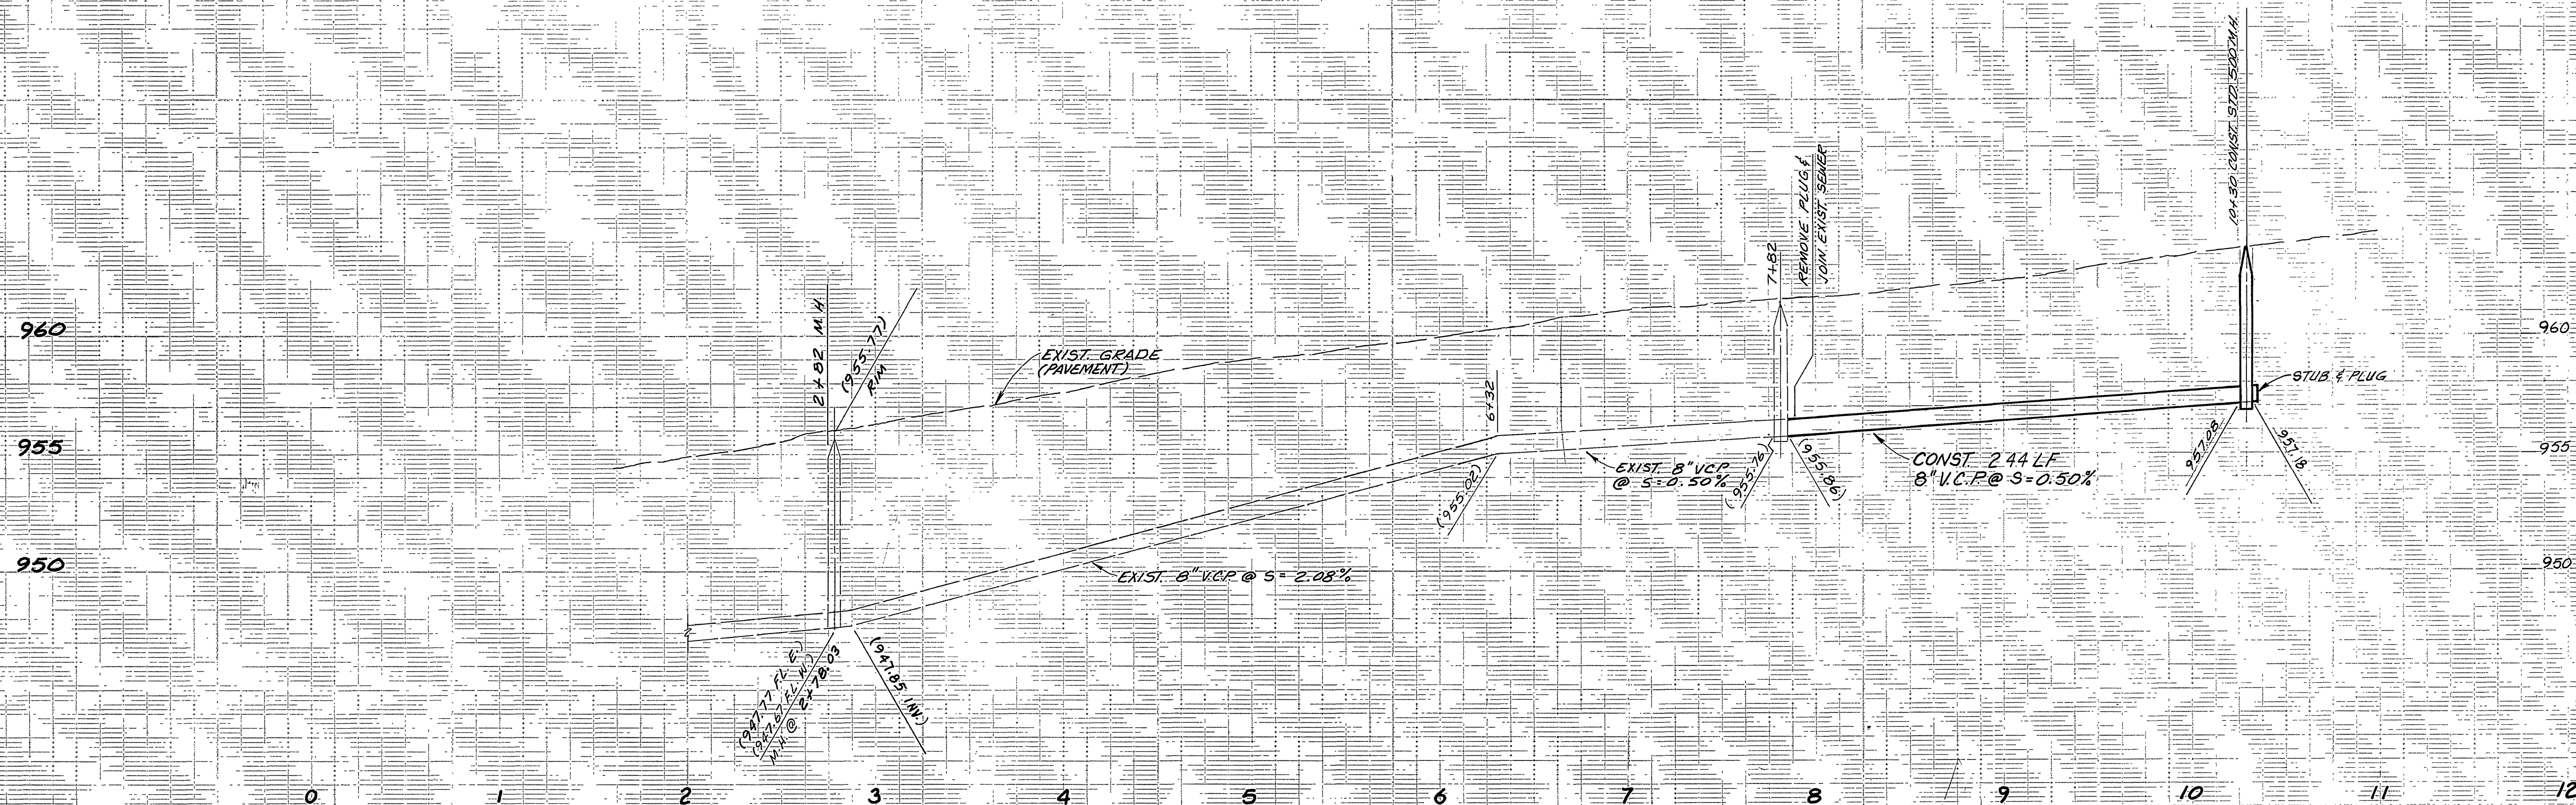 10+30 CONST. STD. 500 M.H.
REMOVE PLUG &
JOIN EXIST. SEWER
7+82
2+82 M.H.
(955.77)
RIM
960
960
EXIST. GRADE
(PAVEMENT)
6+32
STUB & PLUG
955
955
EXIST. 8" V.C.P.
@ S=0.50%
CONST. 244 LF
8" V.C.P. @ S=0.50%
(955.02)
(955.76)
(955.86)
957.08
957.18
950
950
EXIST. 8" V.C.P. @ S = 2.08%
(947.77 F.L. E.)
(947.67 F.L. W.)
M.H. @ 2+78.03
(947.85 INV.)
0 1 2 3 4 5 6 7 8 9 10 11 12